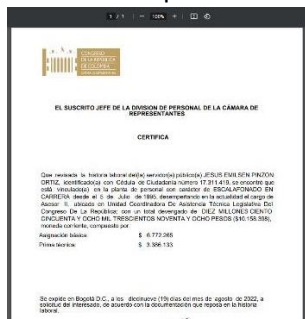 1 / 1 | — 100% +
CONGRESO
DE LA REPÚBLICA
DE COLOMBIA
EL SUSCRITO JEFE DE LA DIVISION DE PERSONAL DE LA CÁMARA DE
REPRESENTANTES
CERTIFICA
Que revisada la historia laboral del(la) servidor(a) público(a) JESUS EMILSEN PINZON
ORTIZ, identificado(a) con Cédula de Ciudadanía número 17.311.419, se encontro que
está vinculado(a) en la planta de personal con carácter de ESCALAFONADO EN
CARRERA desde el 6 de Julio de 1995, desempeñando en la actualidad el cargo de
Asesor II, ubicado en Unidad Coordinadora De Asistencia Técnica Legislativa Del
Congreso De La República; con un total devengado de DIEZ MILLONES CIENTO
CINCUENTA Y OCHO MIL TRESCIENTOS NOVENTA Y OCHO PESOS ($10.158.398),
moneda corriente, compuesto por:
Asignación básica $ 6.772.265
Prima técnica $ 3.386.133
Se expide en Bogotá D.C., a los diecinueve (19) días del mes de agosto de 2022, a
solicitud del interesado, de acuerdo con la documentación que reposa en la historia
laboral.